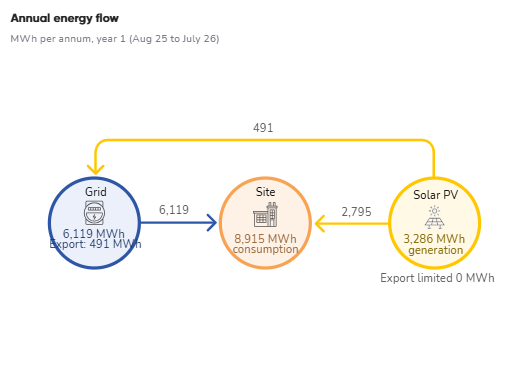 Annual energy flow
MWh per annum, year 1 (Aug 25 to July 26)
491
Grid
6,119 MWh
Export: 491 MWh
6,119
Site
8,915 MWh
consumption
2,795
Solar PV
3,286 MWh
generation
Export limited 0 MWh